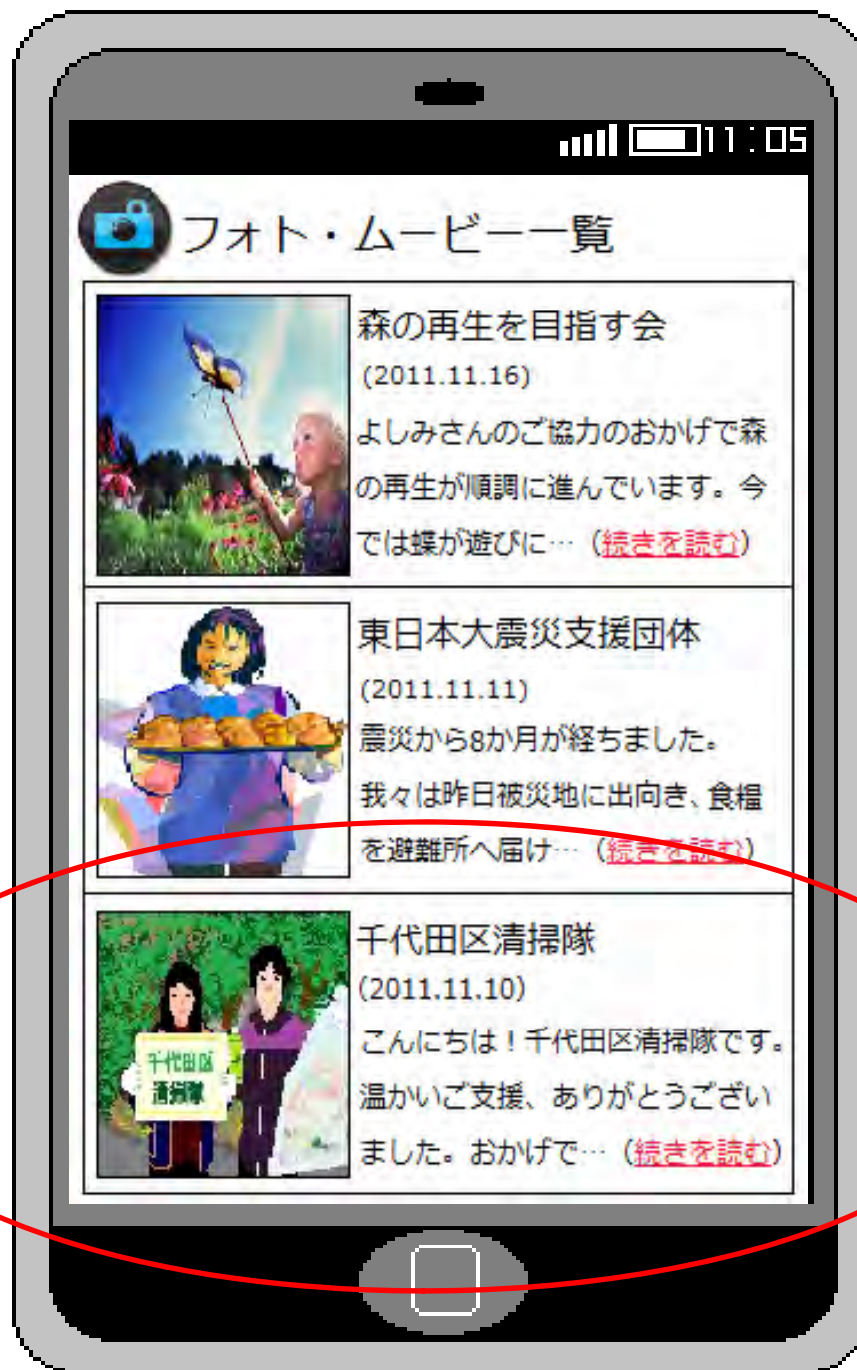 11:05
フォト・ムービー一覧
森の再生を目指す会
(2011.11.16)
よしみさんのご協力のおかげで森
の再生が順調に進んでいます。今
では蝶が遊びに…（続きを読む）
東日本大震災支援団体
(2011.11.11)
震災から8か月が経ちました。
我々は昨日被災地に出向き、食糧
を避難所へ届け…（続きを読む）
千代田区清掃隊
(2011.11.10)
こんにちは！千代田区清掃隊です。
温かいご支援、ありがとうござい
ました。おかげで…（続きを読む）
千代田区
清掃隊